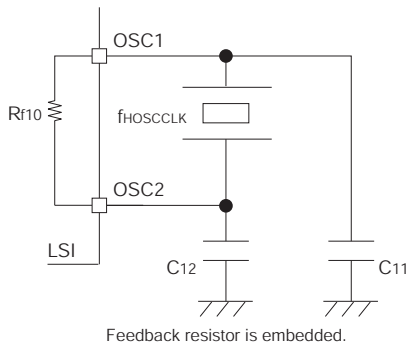 OSC1
Rf10
fHOSCCLK
OSC2
LSI
C12
C11
Feedback resistor is embedded.